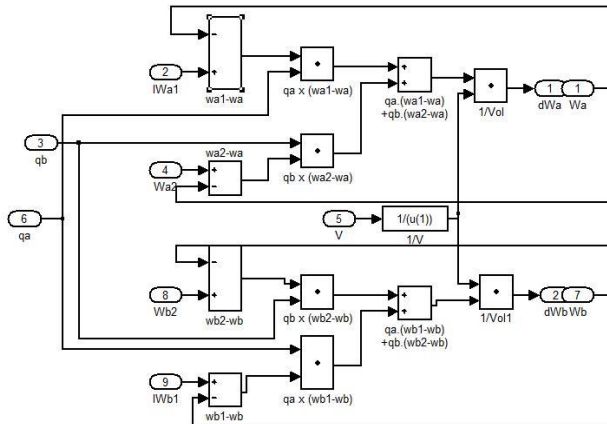 2
IWa1
wa1-wa
qa x (wa1-wa)
qa.(wa1-wa)
+qb.(wa2-wa)
1/Vol
1
dWa
1
Wa
3
qb
4
Wa2
wa2-wa
qb x (wa2-wa)
6
qa
5
V
1/(u(1))
1/V
8
Wb2
wb2-wb
qb x (wb2-wb)
qa.(wb1-wb)
+qb.(wb2-wb)
1/Vol1
2
dWb
7
Wb
9
IWb1
wb1-wb
qa x (wb1-wb)